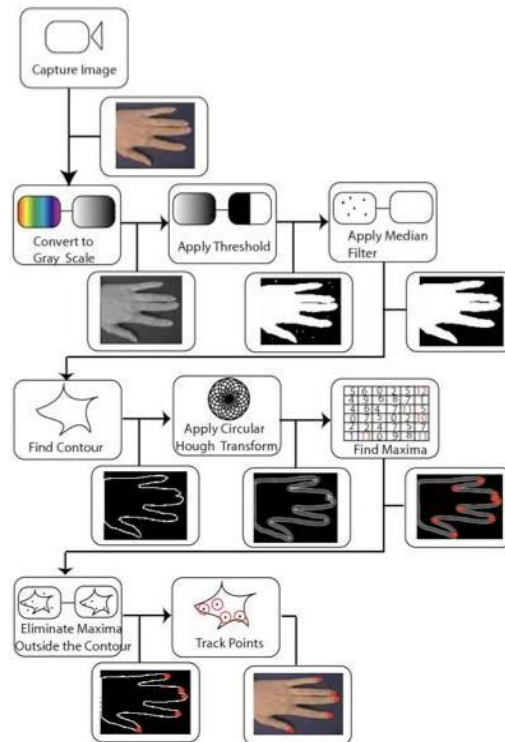 Capture Image
Convert to
Gray Scale
Apply Threshold
Apply Median
Filter
Find Contour
Apply Circular
Hough Transform
Find Maxima
Eliminate Maxima
Outside the Contour
Track Points